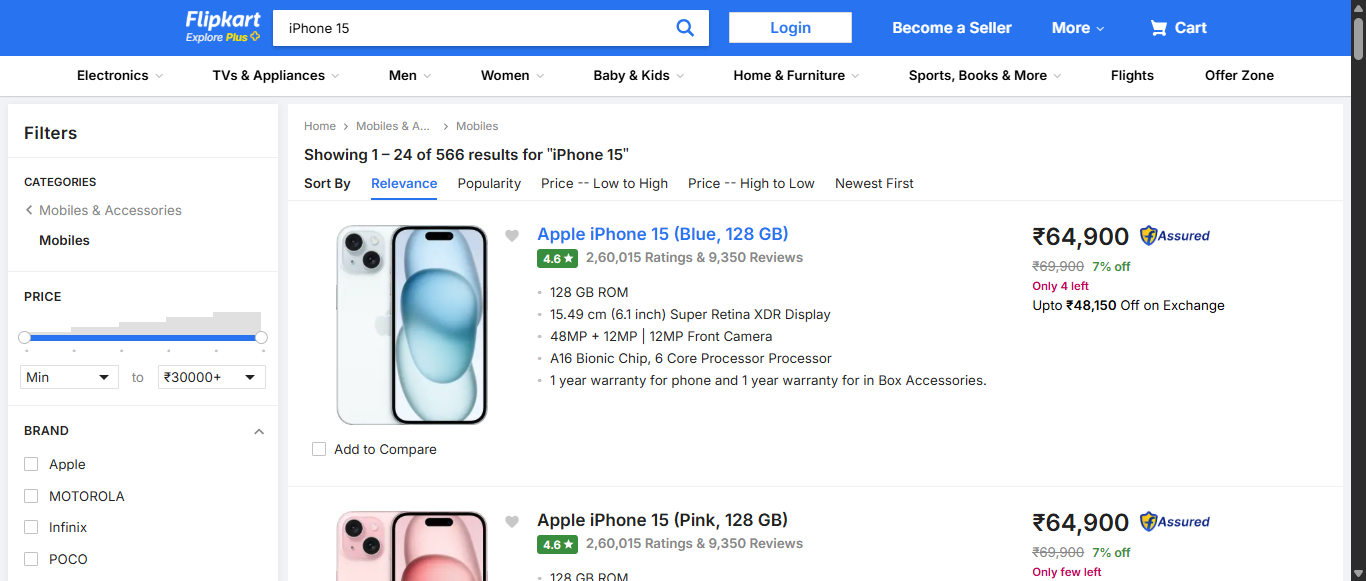 Flipkart
Explore Plus
iPhone 15
Login
Become a Seller
More
Cart
Electronics
TVs & Appliances
Men
Women
Baby & Kids
Home & Furniture
Sports, Books & More
Flights
Offer Zone
Filters
CATEGORIES
Mobiles & Accessories
Mobiles
PRICE
Min
to
₹30000+
BRAND
Apple
MOTOROLA
Infinix
POCO
Home
Mobiles & A...
Mobiles
Showing 1 – 24 of 566 results for "iPhone 15"
Sort By
Relevance
Popularity
Price -- Low to High
Price -- High to Low
Newest First
Apple iPhone 15 (Blue, 128 GB)
4.6★ 2,60,015 Ratings & 9,350 Reviews
128 GB ROM
15.49 cm (6.1 inch) Super Retina XDR Display
48MP + 12MP | 12MP Front Camera
A16 Bionic Chip, 6 Core Processor Processor
1 year warranty for phone and 1 year warranty for in Box Accessories.
Add to Compare
₹64,900
Assured
₹69,900 7% off
Only 4 left
Upto ₹48,150 Off on Exchange
Apple iPhone 15 (Pink, 128 GB)
4.6★ 2,60,015 Ratings & 9,350 Reviews
128 GB ROM
₹64,900
Assured
₹69,900 7% off
Only few left